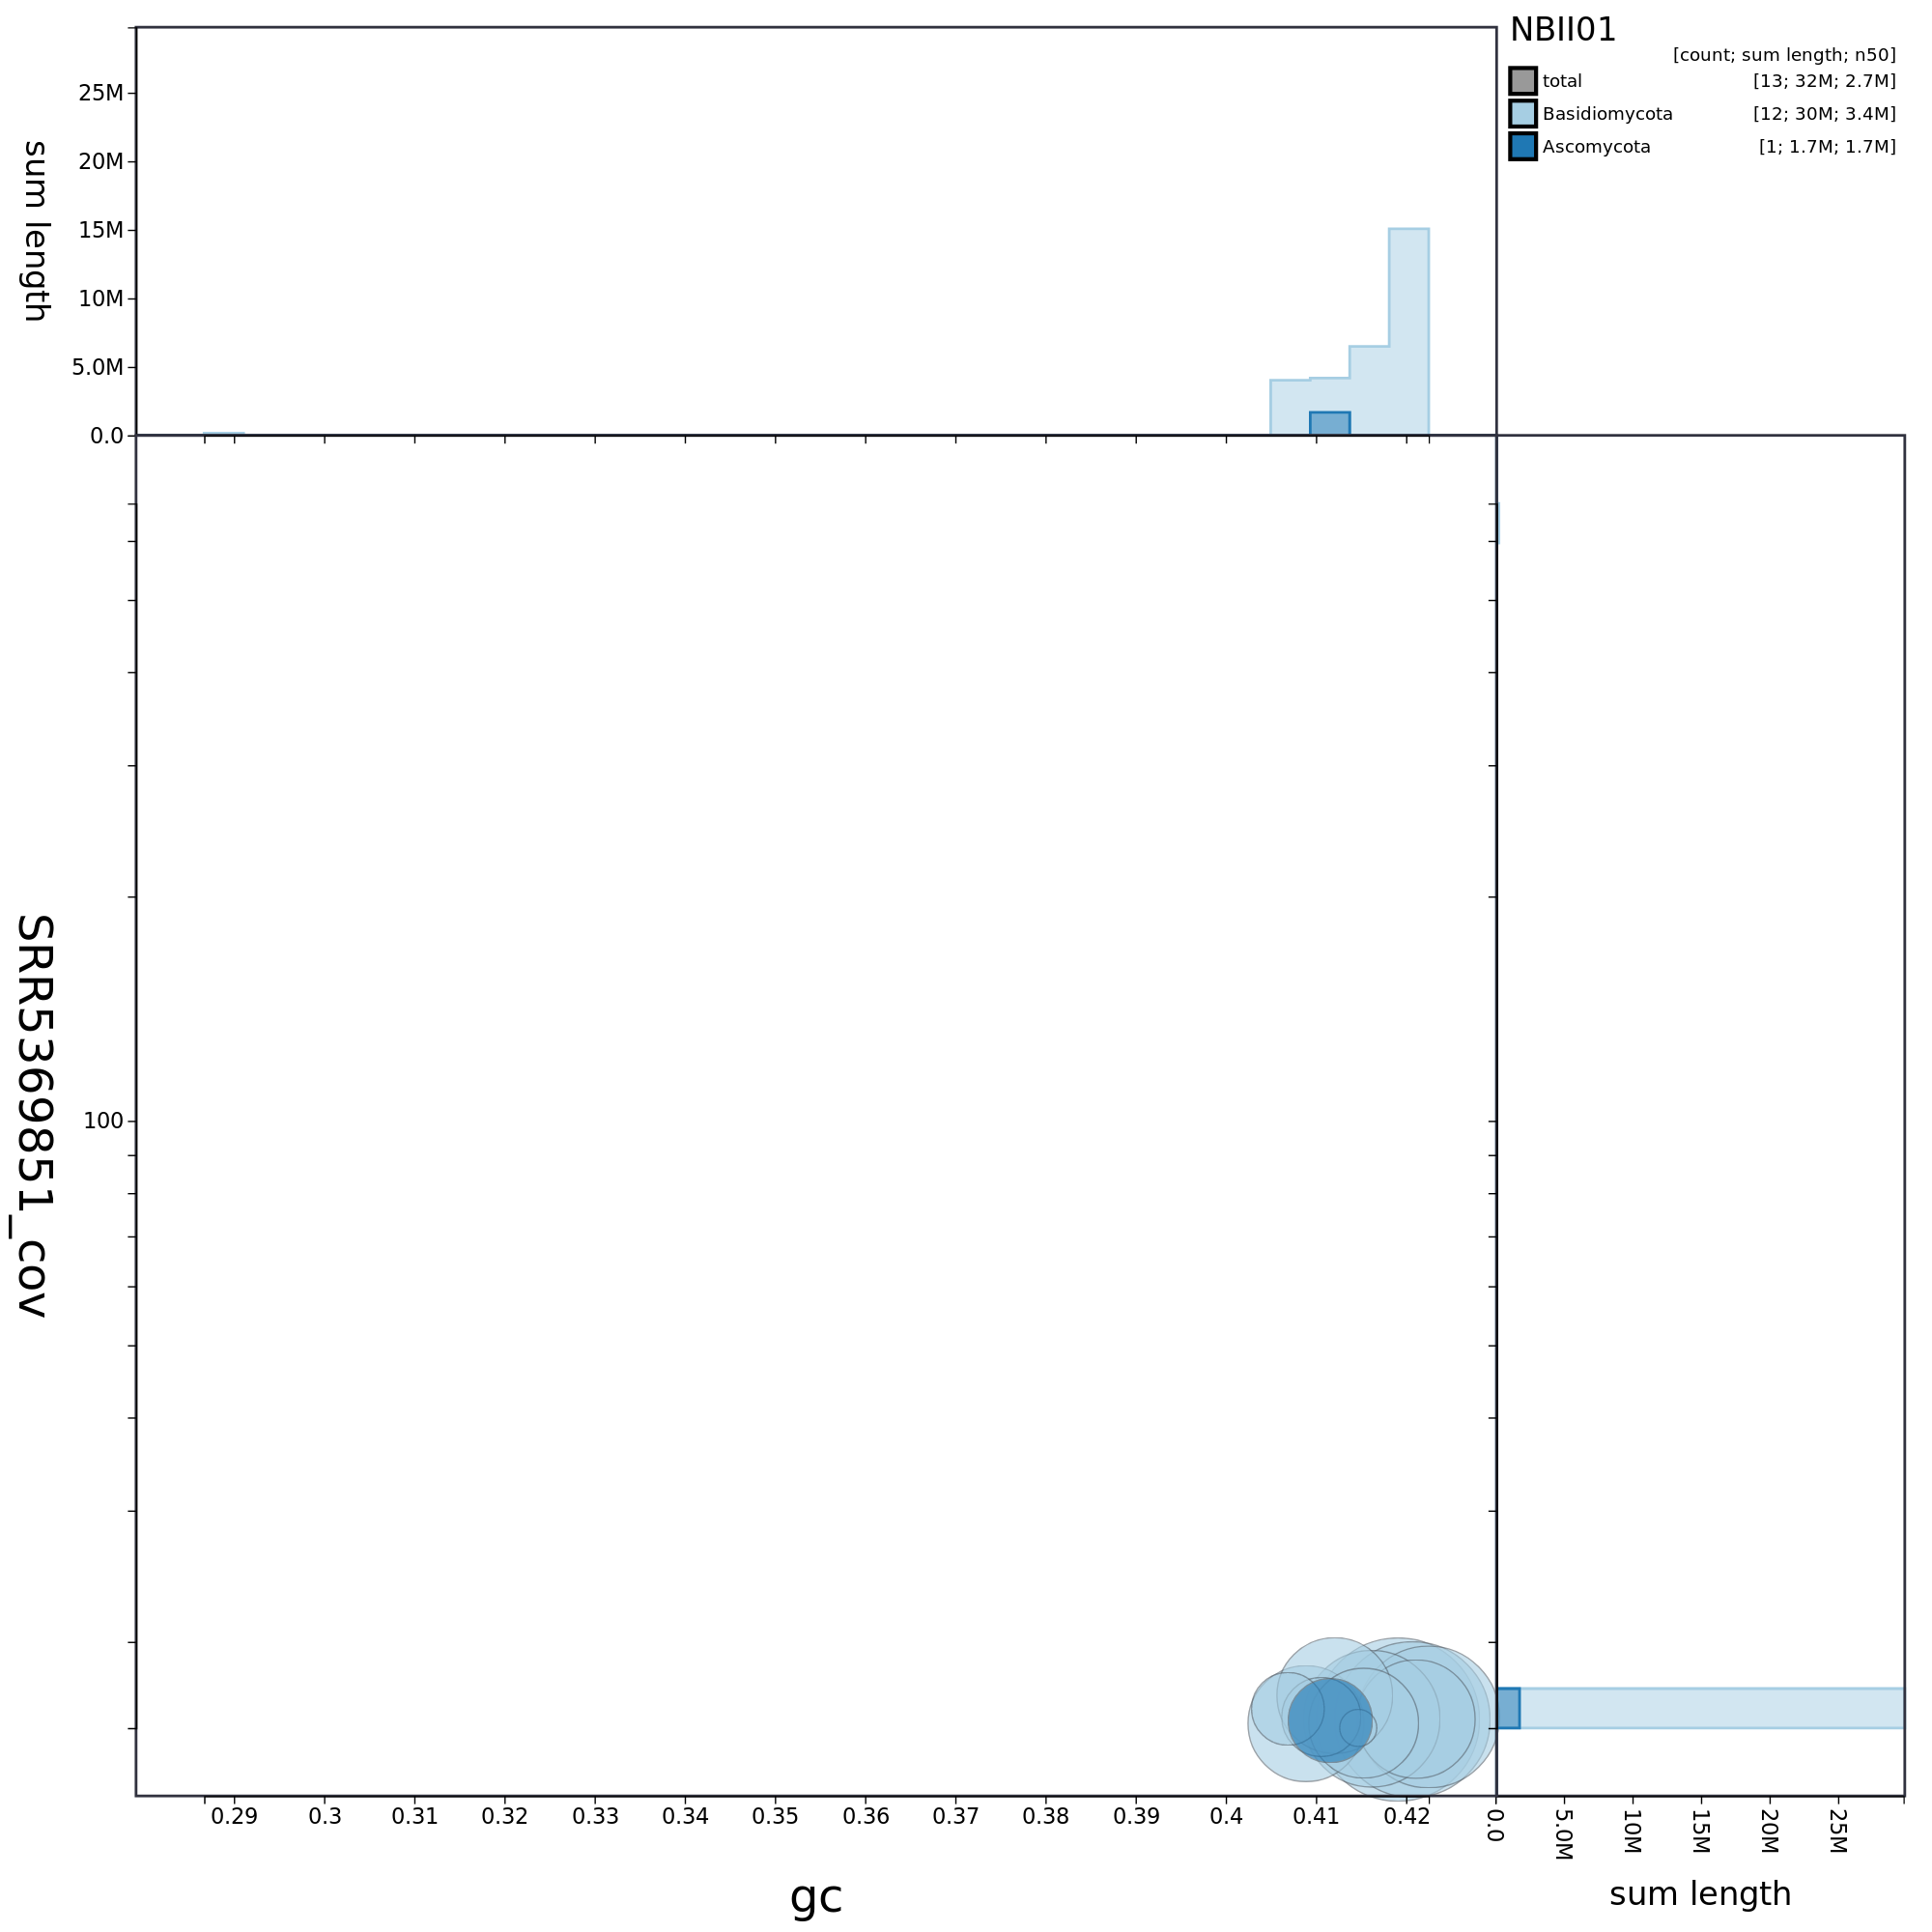 NBII01
[count; sum length; n50]
total [13; 32M; 2.7M]
Basidiomycota [12; 30M; 3.4M]
Ascomycota [1; 1.7M; 1.7M]
sum length
25M
20M
15M
10M
5.0M
0.0
SRR5369851_cov
100
0.29 0.3 0.31 0.32 0.33 0.34 0.35 0.36 0.37 0.38 0.39 0.4 0.41 0.42
gc
0.0 5.0M 10M 15M 20M 25M
sum length